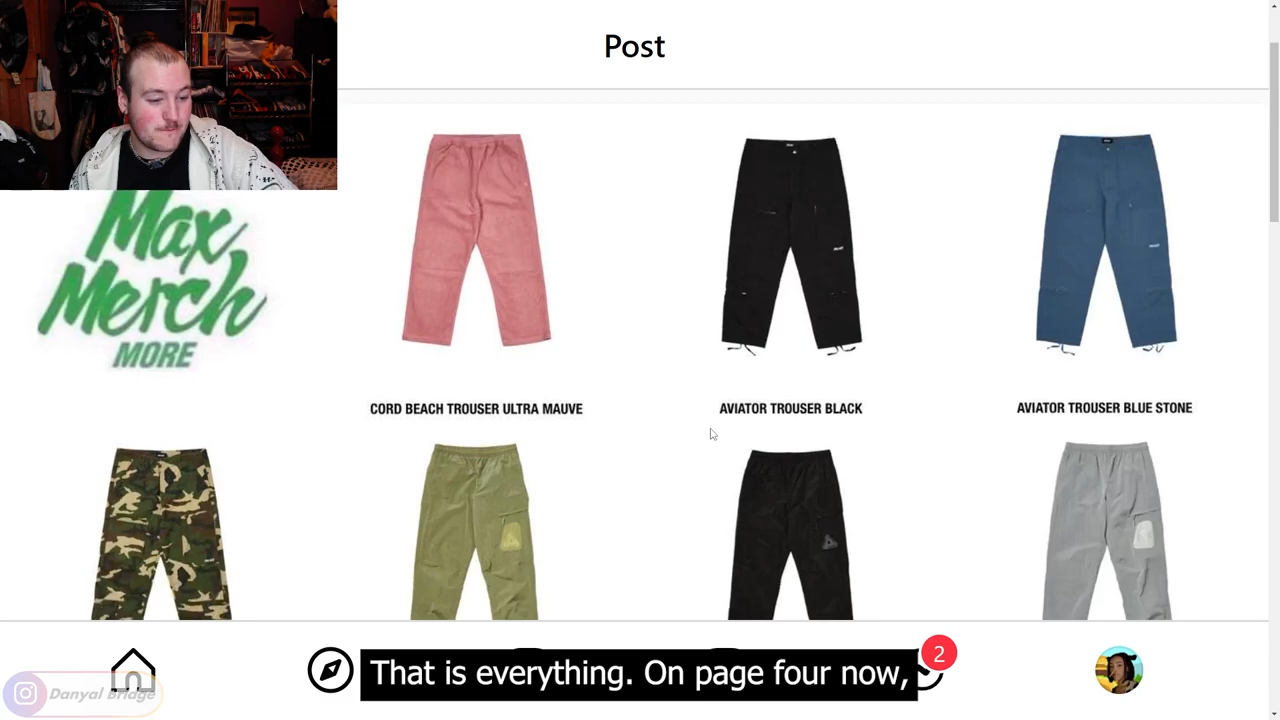 Post
Max
Merch
MORE
CORD BEACH TROUSER ULTRA MAUVE
AVIATOR TROUSER BLACK
AVIATOR TROUSER BLUE STONE
That is everything. On page four now,
2
Danyal Bridge